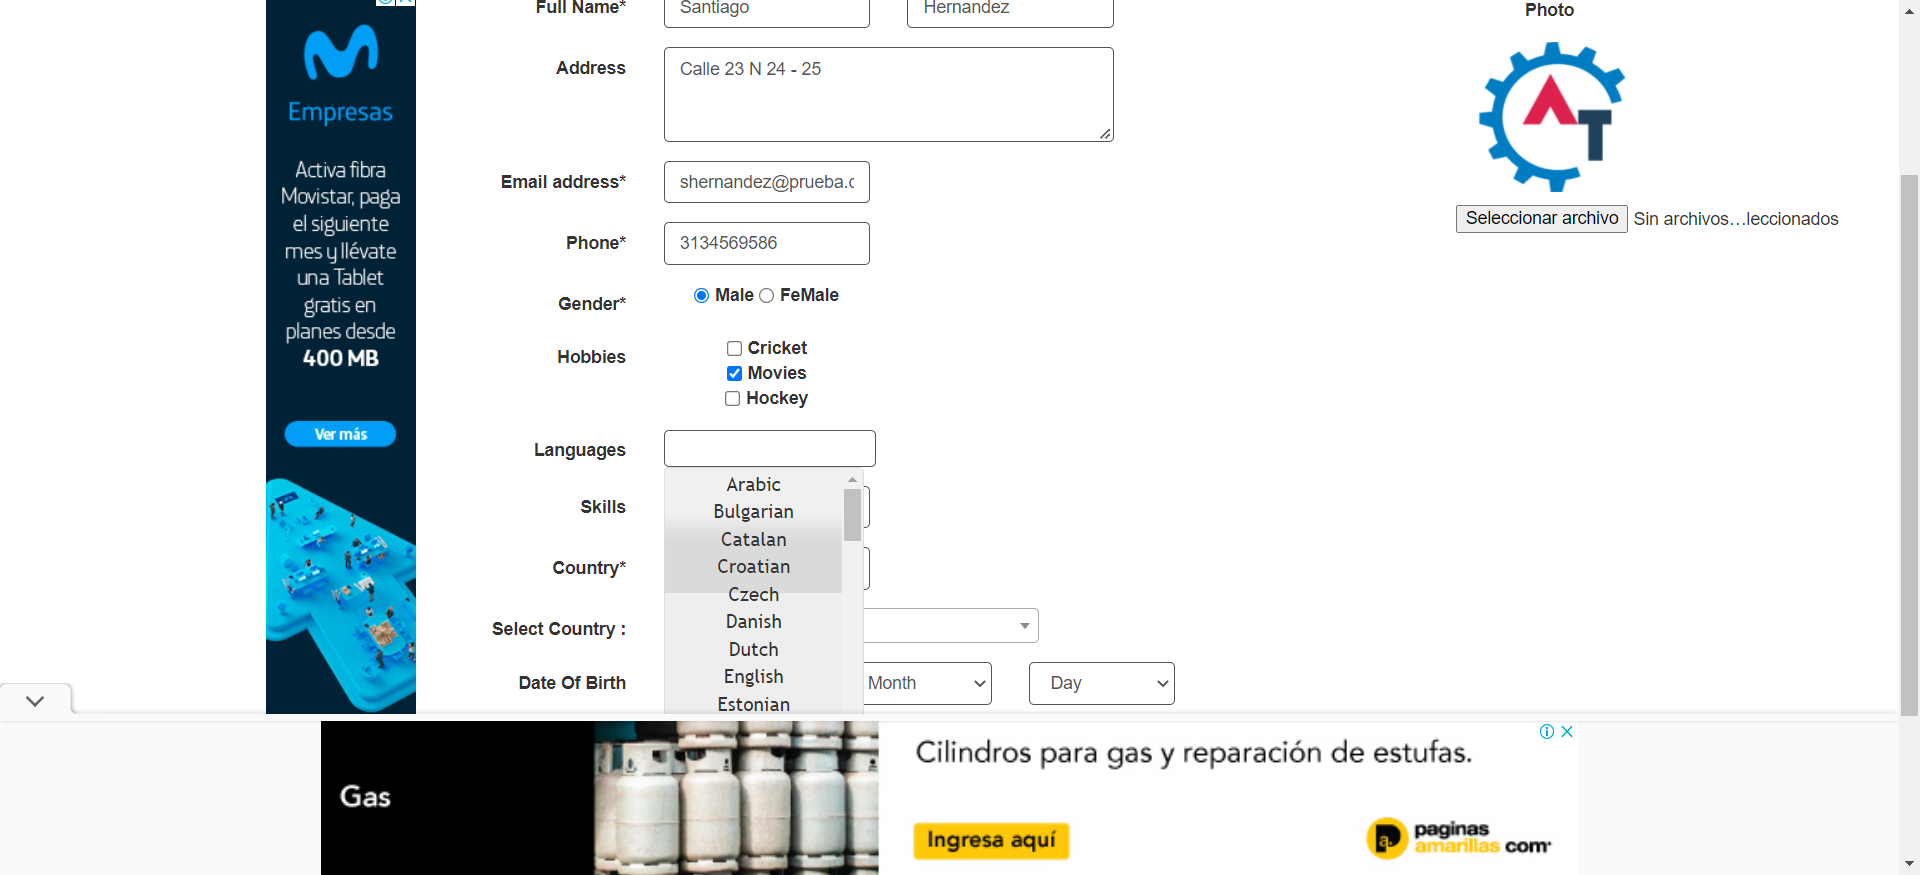 Full Name*
Santiago
Hernandez
Photo
Address
Calle 23 N 24 - 25
AT
Seleccionar archivo
Sin archivos…leccionados
Email address*
shernandez@prueba.c
Phone*
3134569586
Gender*
Male
FeMale
Hobbies
Cricket
Movies
Hockey
Languages
Arabic
Bulgarian
Catalan
Croatian
Czech
Danish
Dutch
English
Estonian
Skills
Country*
Select Country :
Date Of Birth
Month
Day
Empresas
Activa fibra
Movistar, paga
el siguiente
mes y llévate
una Tablet
gratis en
planes desde
400 MB
Ver más
Gas
Cilindros para gas y reparación de estufas.
Ingresa aquí
paginas
amarillas.com